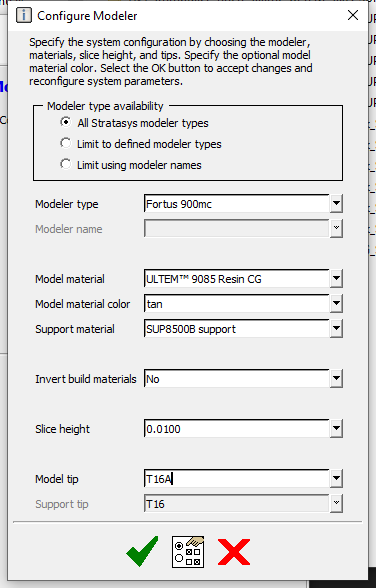 Configure Modeler
Specify the system configuration by choosing the modeler,
materials, slice height, and tips. Specify the optional model
material color. Select the OK button to accept changes and
reconfigure system parameters.
Modeler type availability
All Stratasys modeler types
Limit to defined modeler types
Limit using modeler names
Modeler type Fortus 900mc
Modeler name
Model material ULTEM™ 9085 Resin CG
Model material color tan
Support material SUP8500B support
Invert build materials No
Slice height 0.0100
Model tip T16A
Support tip T16